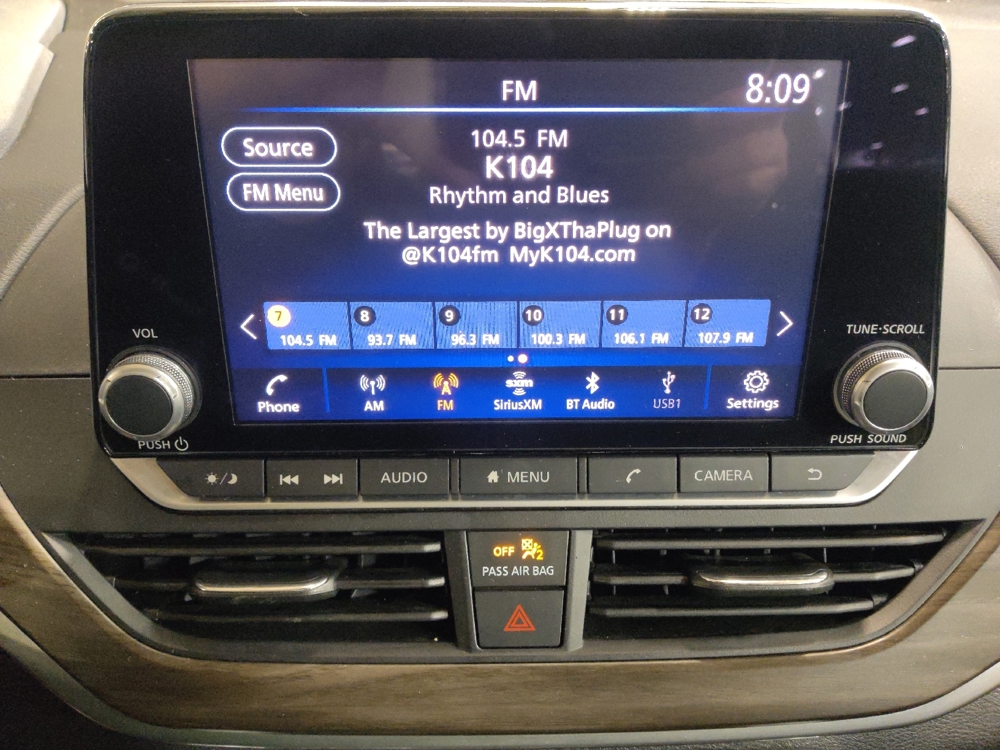 FM
8:09
Source
FM Menu
104.5 FM
K104
Rhythm and Blues
The Largest by BigXThaPlug on
@K104fm MyK104.com
7
104.5 FM
8
93.7 FM
9
96.3 FM
10
100.3 FM
11
106.1 FM
12
107.9 FM
Phone
AM
FM
sxm
SiriusXM
BT Audio
USB1
Settings
VOL
PUSH
TUNE·SCROLL
PUSH SOUND
AUDIO
MENU
CAMERA
OFF
2
PASS AIR BAG